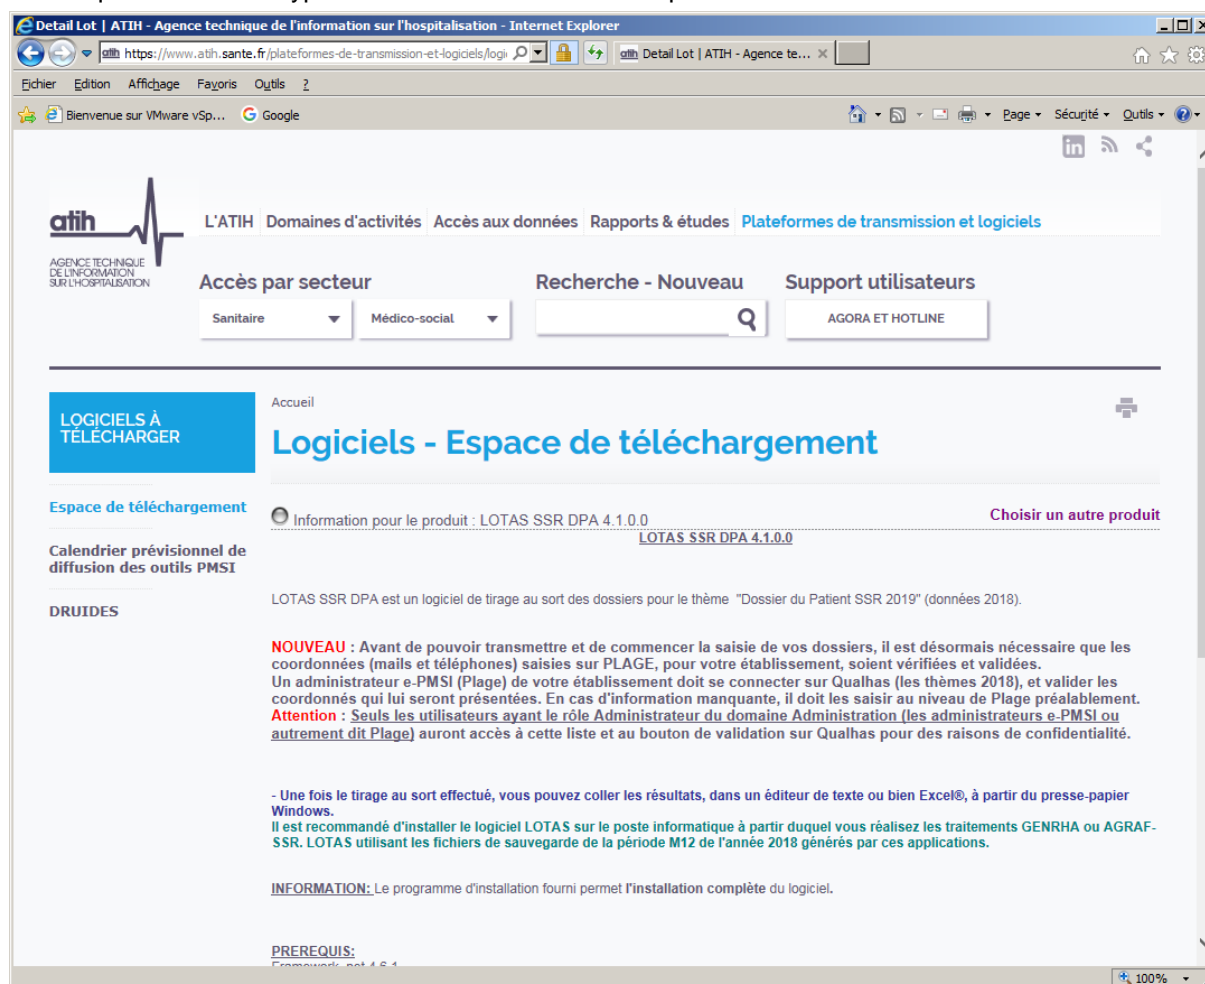 Detail Lot | ATIH - Agence technique de l'information sur l'hospitalisation - Internet Explorer
https://www.atih.sante.fr/plateformes-de-transmission-et-logiciels/logi
Detail Lot | ATIH - Agence te...
Fichier Edition Affichage Favoris Outils ?
Bienvenue sur VMware vSp... Google Page Sécurité Outils
in
atih
L'ATIH Domaines d'activités Accès aux données Rapports & études Plateformes de transmission et logiciels
AGENCE TECHNIQUE
DE L'INFORMATION
SUR L'HOSPITALISATION
Accès par secteur Recherche - Nouveau Support utilisateurs
Sanitaire Médico-social AGORA ET HOTLINE
LOGICIELS À
TÉLÉCHARGER
Accueil
Logiciels - Espace de téléchargement
Espace de téléchargement
Calendrier prévisionnel de
diffusion des outils PMSI
DRUIDES
Information pour le produit : LOTAS SSR DPA 4.1.0.0 Choisir un autre produit
LOTAS SSR DPA 4.1.0.0
LOTAS SSR DPA est un logiciel de tirage au sort des dossiers pour le thème "Dossier du Patient SSR 2019" (données 2018).
NOUVEAU : Avant de pouvoir transmettre et de commencer la saisie de vos dossiers, il est désormais nécessaire que les
coordonnées (mails et téléphones) saisies sur PLAGE, pour votre établissement, soient vérifiées et validées.
Un administrateur e-PMSI (Plage) de votre établissement doit se connecter sur Qualhas (les thèmes 2018), et valider les
coordonnés qui lui seront présentées. En cas d'information manquante, il doit les saisir au niveau de Plage préalablement.
Attention : Seuls les utilisateurs ayant le rôle Administrateur du domaine Administration (les administrateurs e-PMSI ou
autrement dit Plage) auront accès à cette liste et au bouton de validation sur Qualhas pour des raisons de confidentialité.
- Une fois le tirage au sort effectué, vous pouvez coller les résultats, dans un éditeur de texte ou bien Excel®, à partir du presse-papier
Windows.
Il est recommandé d'installer le logiciel LOTAS sur le poste informatique à partir duquel vous réalisez les traitements GENRHA ou AGRAF-
SSR. LOTAS utilisant les fichiers de sauvegarde de la période M12 de l'année 2018 générés par ces applications.
INFORMATION: Le programme d'installation fourni permet l'installation complète du logiciel.
PREREQUIS:
Framework .net 4.6.1
100%